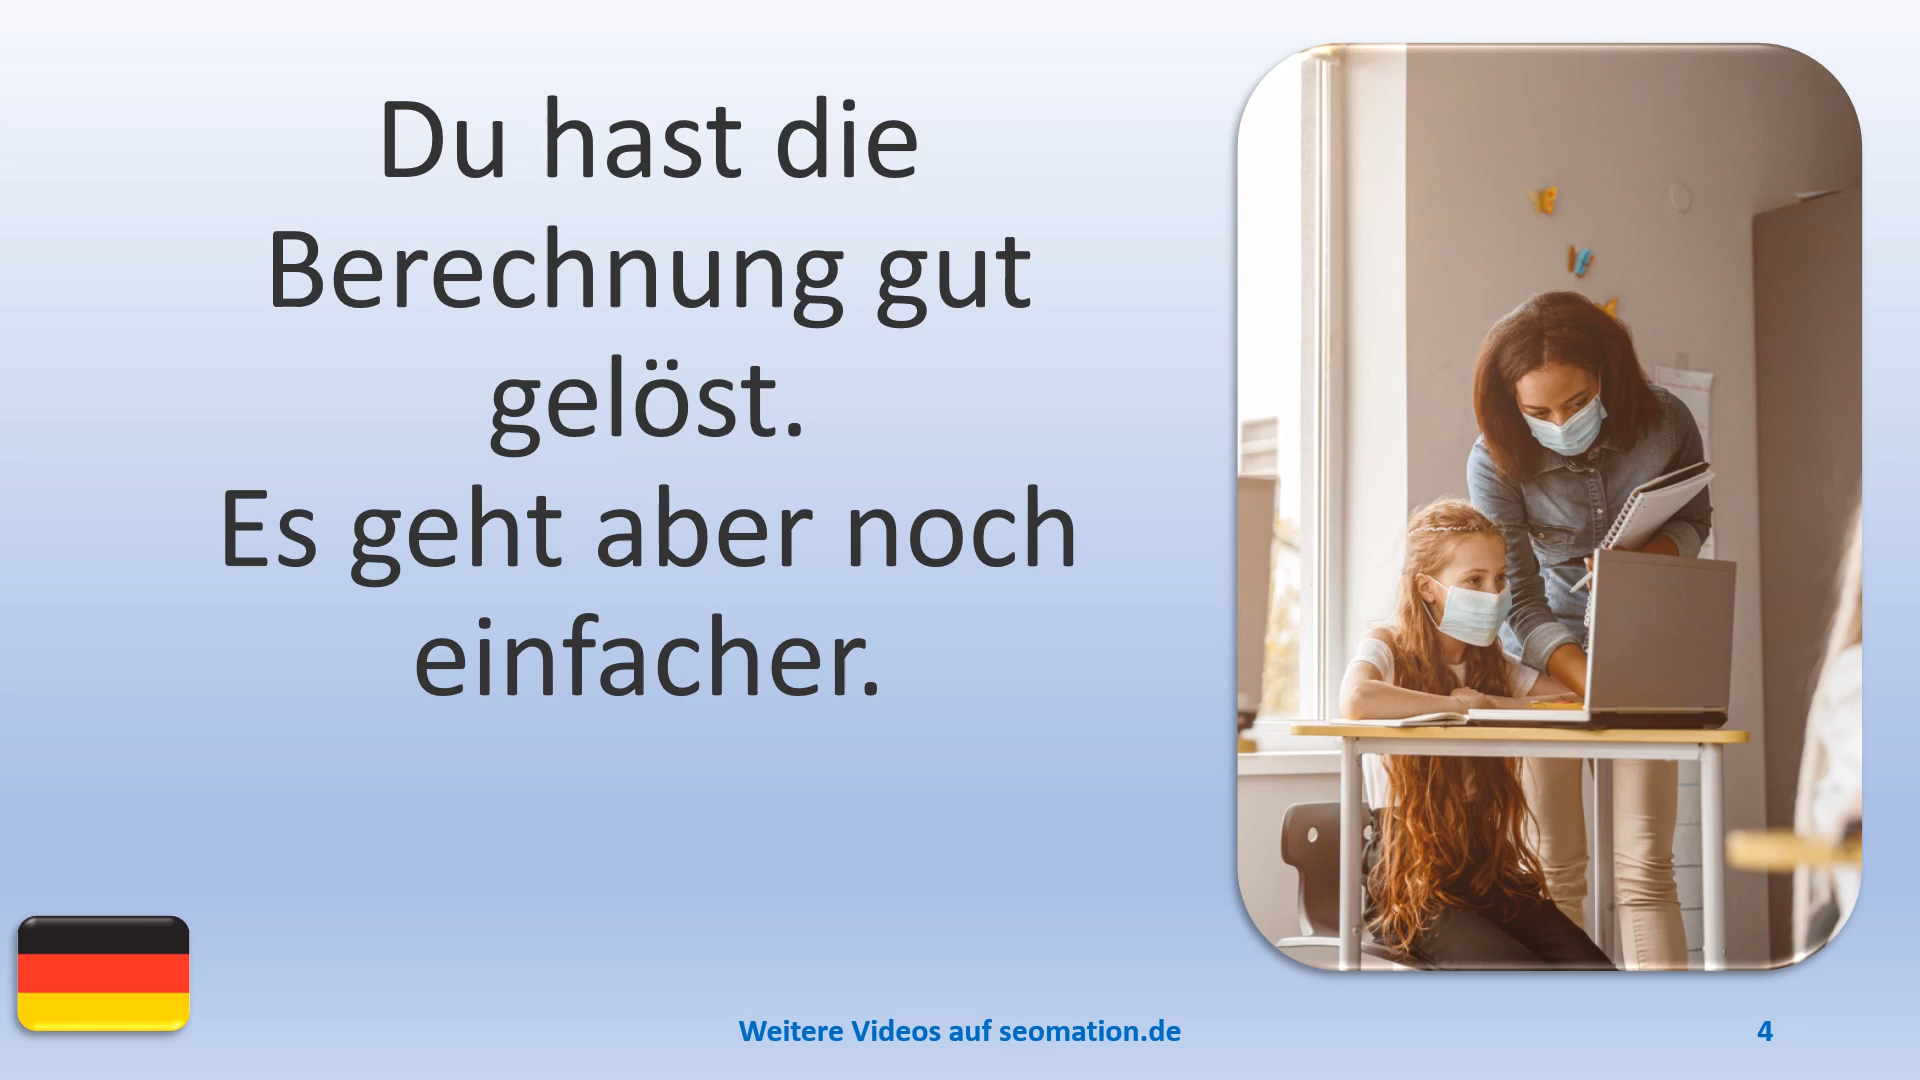 Du hast die
Berechnung gut
gelöst.
Es geht aber noch
einfacher.
Weitere Videos auf seomation.de
4